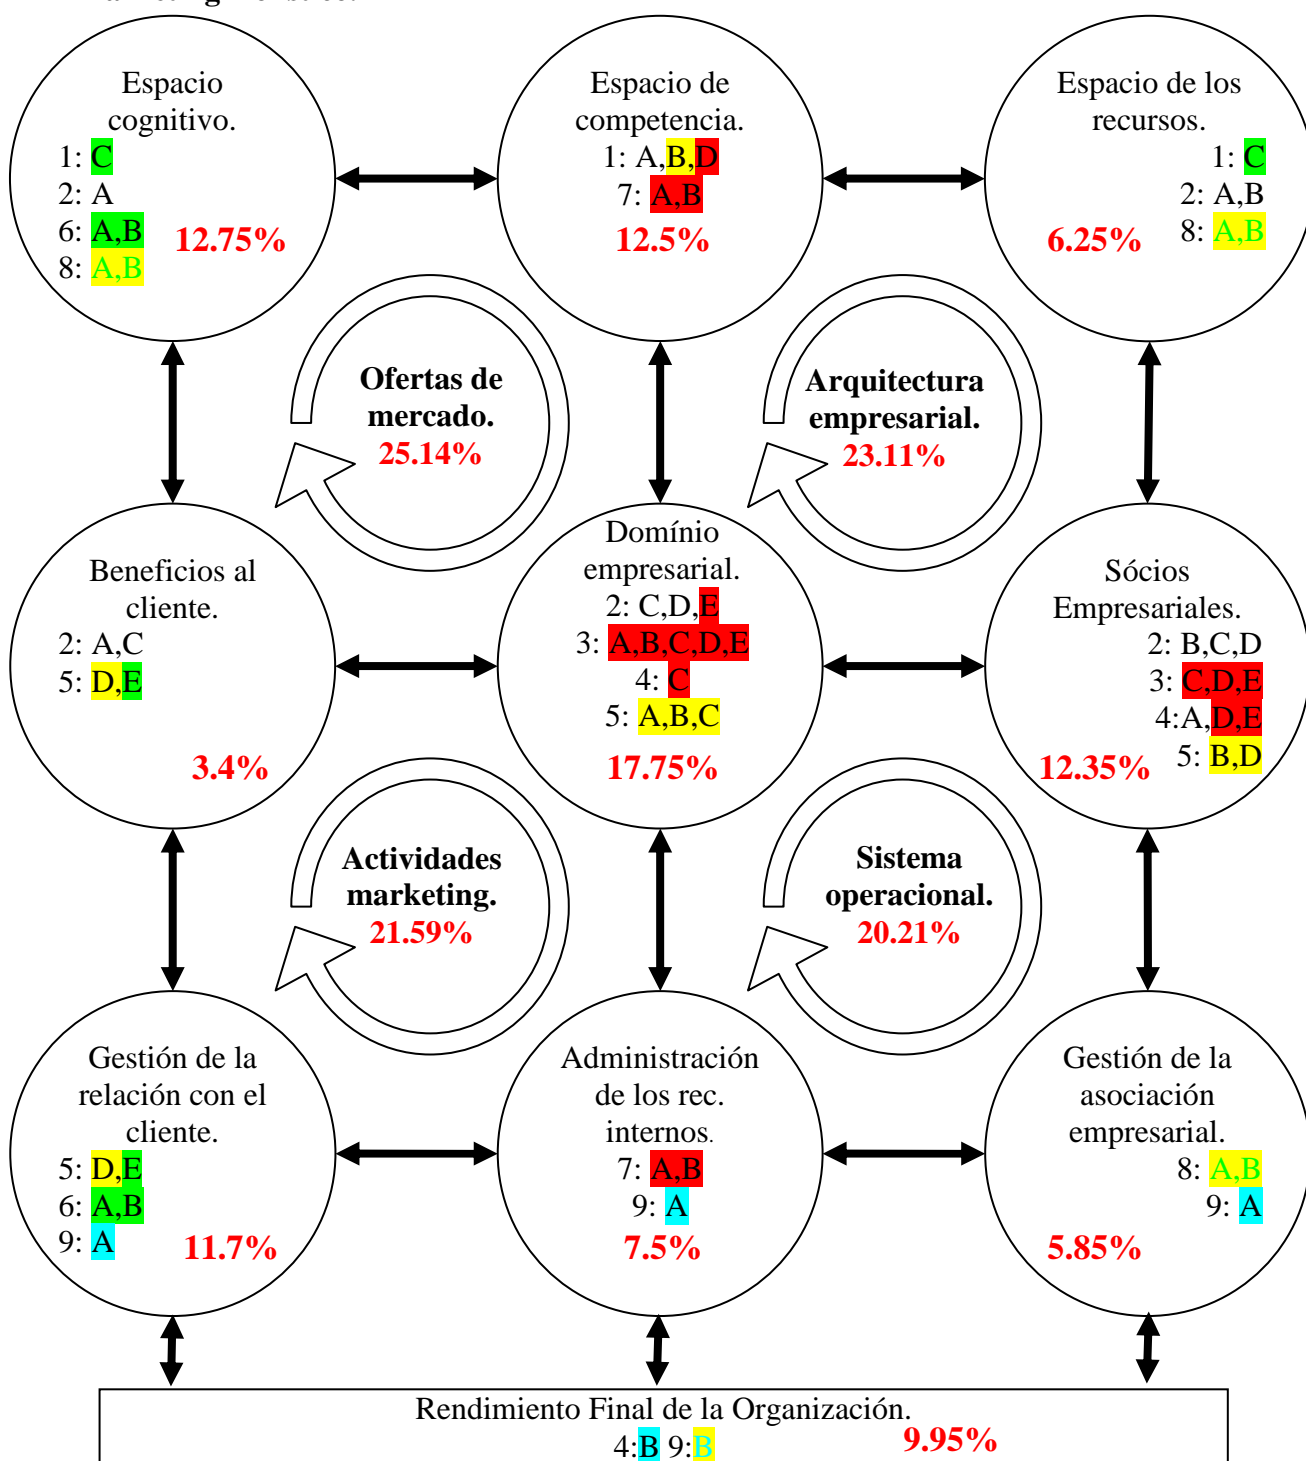 Espacio
cognitivo.
1: C
2: A
6: A,B
8: A,B
12.75%
Espacio de
competencia.
1: A,B,D
7: A,B
12.5%
Espacio de los
recursos.
1: C
2: A,B
8: A,B
6.25%
Ofertas de
mercado.
25.14%
Arquitectura
empresarial.
23.11%
Beneficios al
cliente.
2: A,C
5: D,E
3.4%
Domínio
empresarial.
2: C,D,E
3: A,B,C,D,E
4: C
5: A,B,C
17.75%
Sócios
Empresariales.
2: B,C,D
3: C,D,E
4:A,D,E
5: B,D
12.35%
Actividades
marketing.
21.59%
Sistema
operacional.
20.21%
Gestión de la
relación con el
cliente.
5: D,E
6: A,B
9: A
11.7%
Administración
de los rec.
internos.
7: A,B
9: A
7.5%
Gestión de la
asociación
empresarial.
8: A,B
9: A
5.85%
Rendimiento Final de la Organización.
4:B 9:B 9.95%